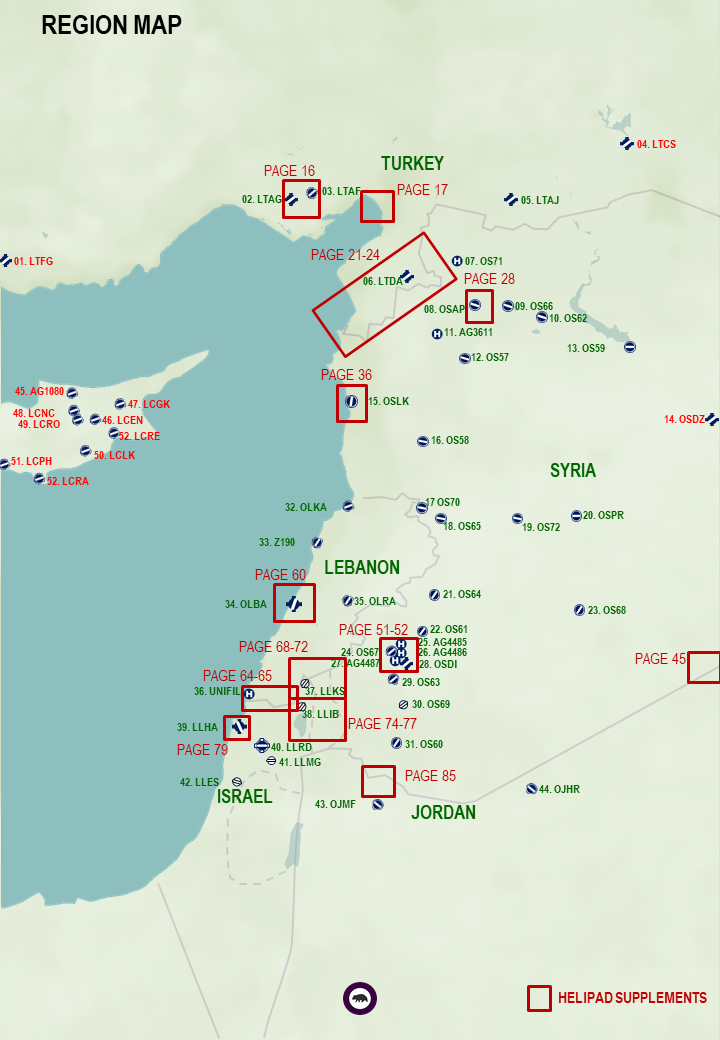 REGION MAP
04. LTCS
TURKEY
PAGE 16
03. LTAF
02. LTAG
PAGE 17
05. LTAJ
PAGE 21-24
01. LTFG
07. OS71
06. LTDA
PAGE 28
08. OSAP
09. OS66
10. OS62
11. AG3611
12. OS57
13. OS59
PAGE 36
15. OSLK
45. AG1080
47. LCGK
48. LCNC
49. LCRO
46. LCEN
52. LCRE
50. LCLK
51. LCPH
52. LCRA
14. OSDZ
16. OS58
SYRIA
32. OLKA
17 OS70
18. OS65
19. OS72
20. OSPR
33. Z190
LEBANON
PAGE 60
34. OLBA
35. OLRA
21. OS64
23. OS68
22. OS61
PAGE 51-52
25. AG4485
24. OS67
26. AG4486
27. AG4487
28. OSDI
PAGE 68-72
PAGE 45
PAGE 64-65
29. OS63
36. UNIFIL
37. LLKS
30. OS69
38. LLIB
39. LLHA
PAGE 74-77
PAGE 79
40. LLRD
31. OS60
41. LLMG
42. LLES
PAGE 85
ISRAEL
43. OJMF
44. OJHR
JORDAN
HELIPAD SUPPLEMENTS